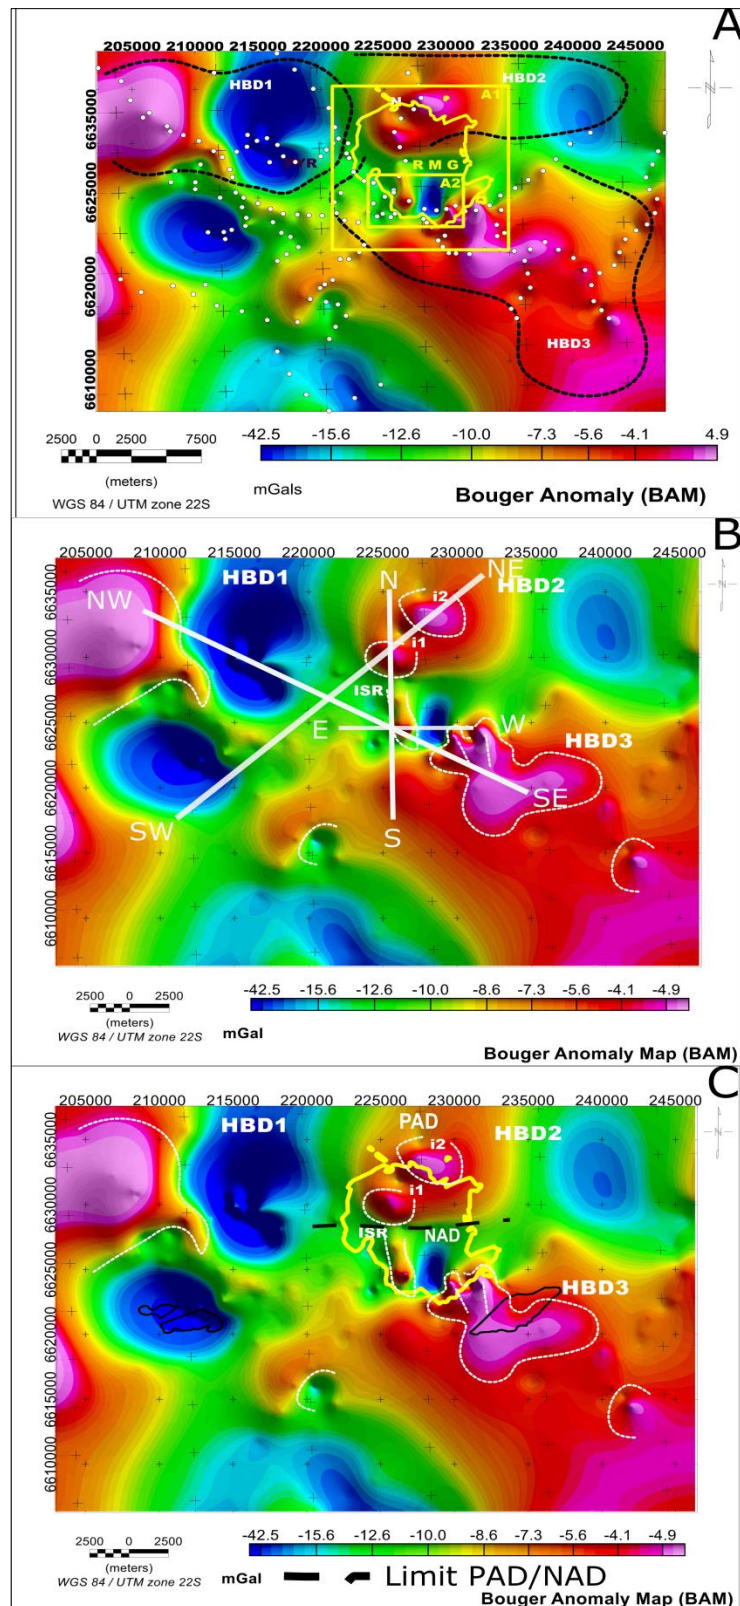 A
205000 210000 215000 220000 225000 230000 235000 240000 245000
HBD1
HBD2
A1
N
6635000
R M G
A2
6625000
6620000
HBD3
6610000
2500 0 2500 7500
(meters)
WGS 84 / UTM zone 22S
-42.5 -15.6 -12.6 -10.0 -7.3 -4.1 4.9
mGals
Bouger Anomaly (BAM)
B
205000 210000 215000 220000 225000 230000 235000 240000 245000
HBD1
N
NE
HBD2
NW
i2
i1
ISR
E
W
HBD3
SE
SW
S
6635000
6630000
6625000
6620000
6615000
6610000
2500 0 2500
(meters)
WGS 84 / UTM zone 22S
-42.5 -15.6 -12.6 -10.0 -8.6 -7.3 -5.6 -4.1 -4.9
mGal
Bouger Anomaly Map (BAM)
C
205000 210000 215000 220000 225000 230000 235000 240000 245000
HBD1
PAD
HBD2
i2
i1
ISR
NAD
HBD3
6635000
6630000
6625000
6620000
6615000
6610000
2500 0 2500
(meters)
WGS 84 / UTM zone 22S
-42.5 -15.6 -12.6 -10.0 -8.6 -7.3 -5.6 -4.1 -4.9
mGal
Limit PAD/NAD
Bouger Anomaly Map (BAM)